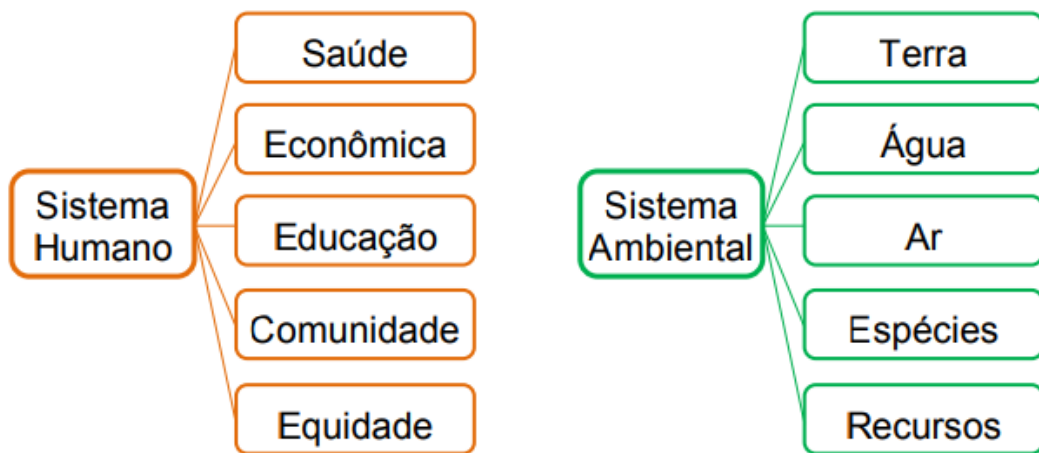 Sistema
Humano
Saúde
Econômica
Educação
Comunidade
Equidade
Sistema
Ambiental
Terra
Água
Ar
Espécies
Recursos